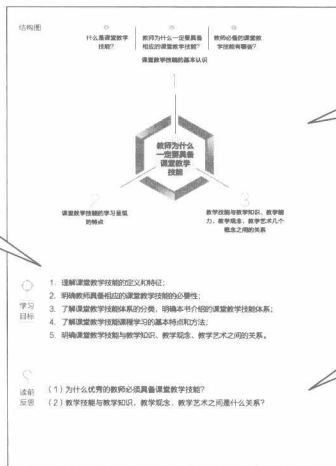 结构图
什么是课堂教学
技能?
教师为什么一定要具备
相应的课堂教学技能?
教师必备的课堂教
学技能有哪些?
课堂教学技能的基本认识
教师为什么
一定要具备
课堂教学
技能
2
课堂教学技能的学习
的特点
3
教学技能与教学知识、教学能
力、教学观念、教学艺术几个
概念之间的关系
学习
目标
1. 理解课堂教学技能的定义和特征;
2. 明确教师具备相应的课堂教学技能的必要性;
3. 了解课堂教学技能体系的分类,明确本书介绍的课堂教学技能体系;
4. 了解课堂教学技能课程学习的基本特点和方法;
5. 明确课堂教学技能与教学知识、教学观念、教学艺术之间的关系。
读前
反思
(1)为什么优秀的教师必须具备课堂教学技能?
(2)教学技能与教学知识、教学观念、教学艺术之间是什么关系?